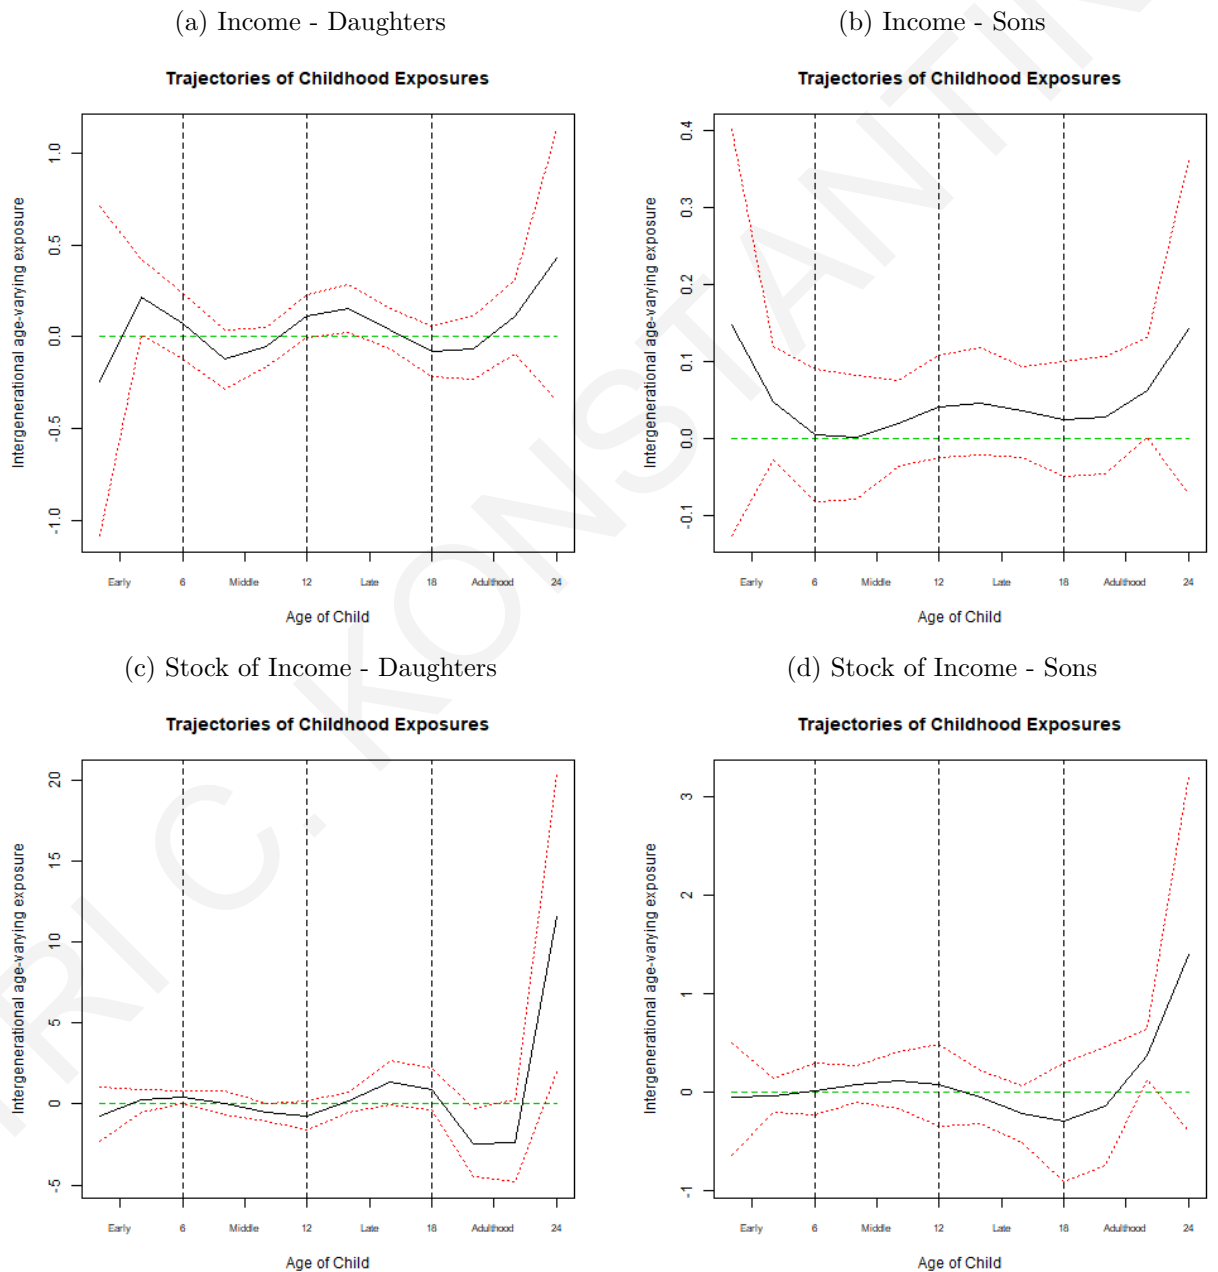 (a) Income - Daughters
Trajectories of Childhood Exposures
Intergenerational age-varying exposure
1.0
0.5
0.0
-0.5
-1.0
Early 6 Middle 12 Late 18 Adulthood 24
Age of Child
(b) Income - Sons
Trajectories of Childhood Exposures
Intergenerational age-varying exposure
0.4
0.3
0.2
0.1
0.0
-0.1
Early 6 Middle 12 Late 18 Adulthood 24
Age of Child
(c) Stock of Income - Daughters
Trajectories of Childhood Exposures
Intergenerational age-varying exposure
20
15
10
5
0
-5
Early 6 Middle 12 Late 18 Adulthood 24
Age of Child
(d) Stock of Income - Sons
Trajectories of Childhood Exposures
Intergenerational age-varying exposure
3
2
1
0
-1
Early 6 Middle 12 Late 18 Adulthood 24
Age of Child
RI C. KONSTANTIN